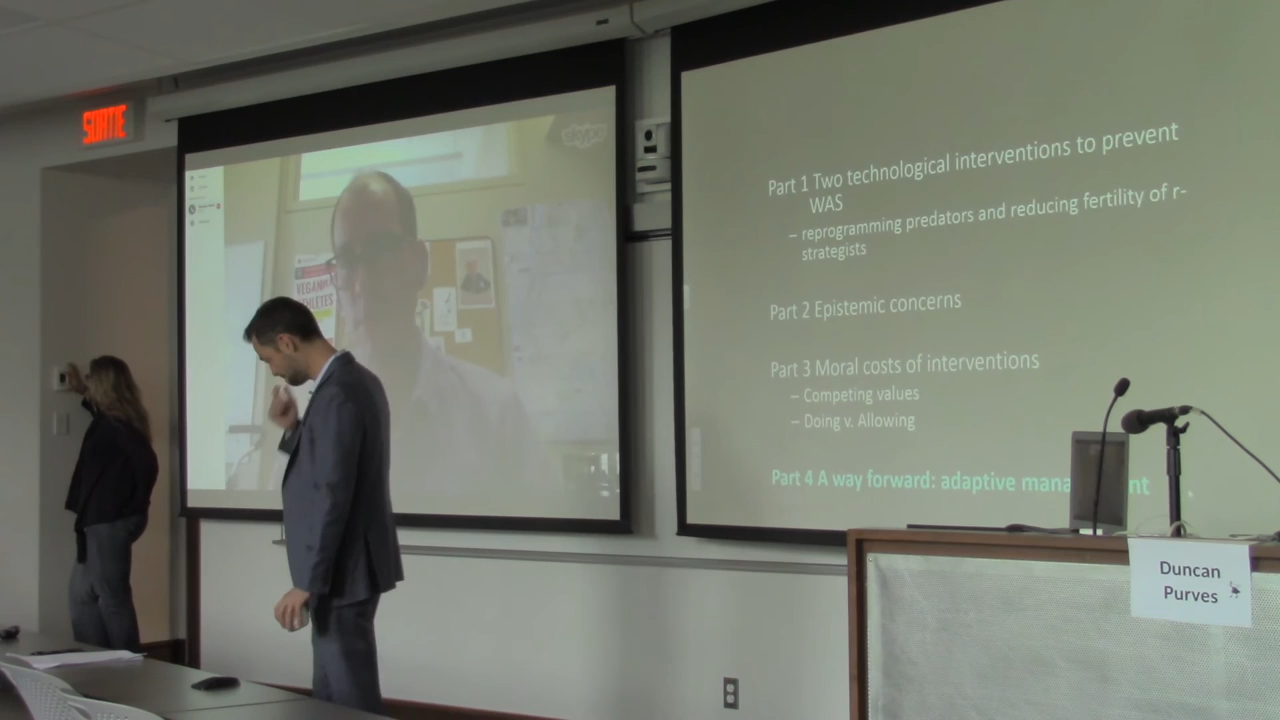 SORTIE
skype
VEGAN
ATHLETES
Part 1 Two technological interventions to prevent
WAS
– reprogramming predators and reducing fertility of r-
strategists
Part 2 Epistemic concerns
Part 3 Moral costs of interventions
– Competing values
– Doing v. Allowing
Part 4 A way forward: adaptive
Duncan
Purves